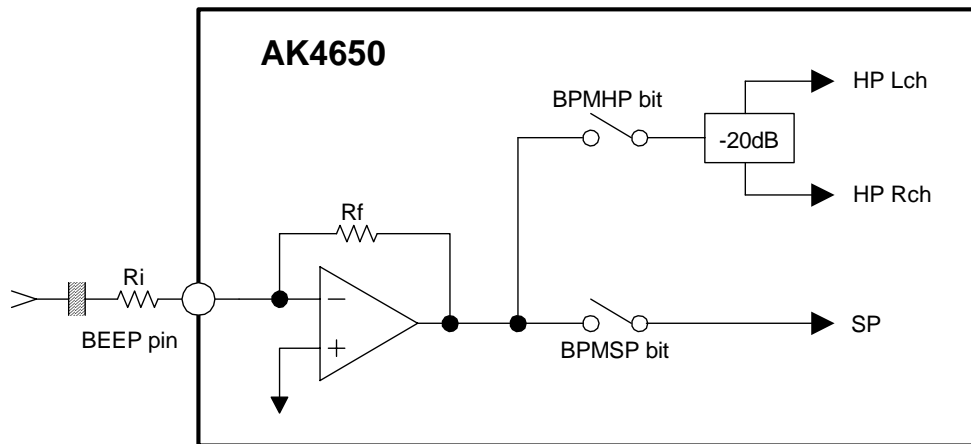 AK4650
HP Lch
BPMHP bit
-20dB
HP Rch
Rf
Ri
−
BEEP pin
+
SP
BPMSP bit